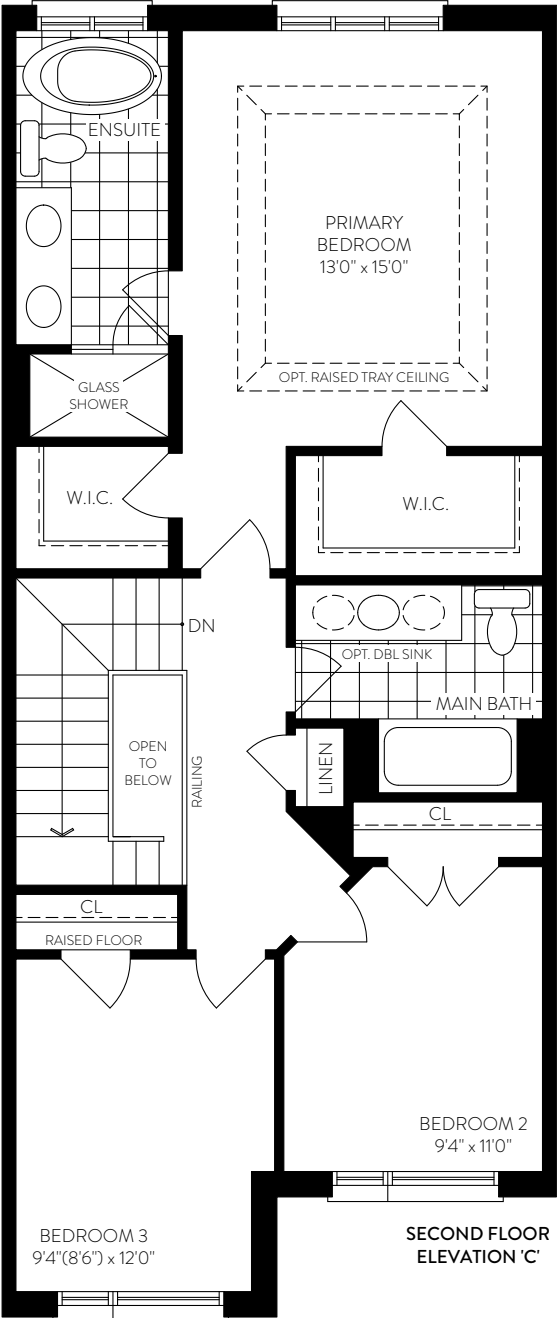 ENSUITE
PRIMARY
BEDROOM
13'0" x 15'0"
OPT. RAISED TRAY CEILING
GLASS
SHOWER
W.I.C.
W.I.C.
DN
OPT. DBL SINK
MAIN BATH
OPEN
TO
BELOW
RAILING
LINEN
CL
CL
RAISED FLOOR
BEDROOM 2
9'4" x 11'0"
BEDROOM 3
9'4"(8'6") x 12'0"
SECOND FLOOR
ELEVATION 'C'